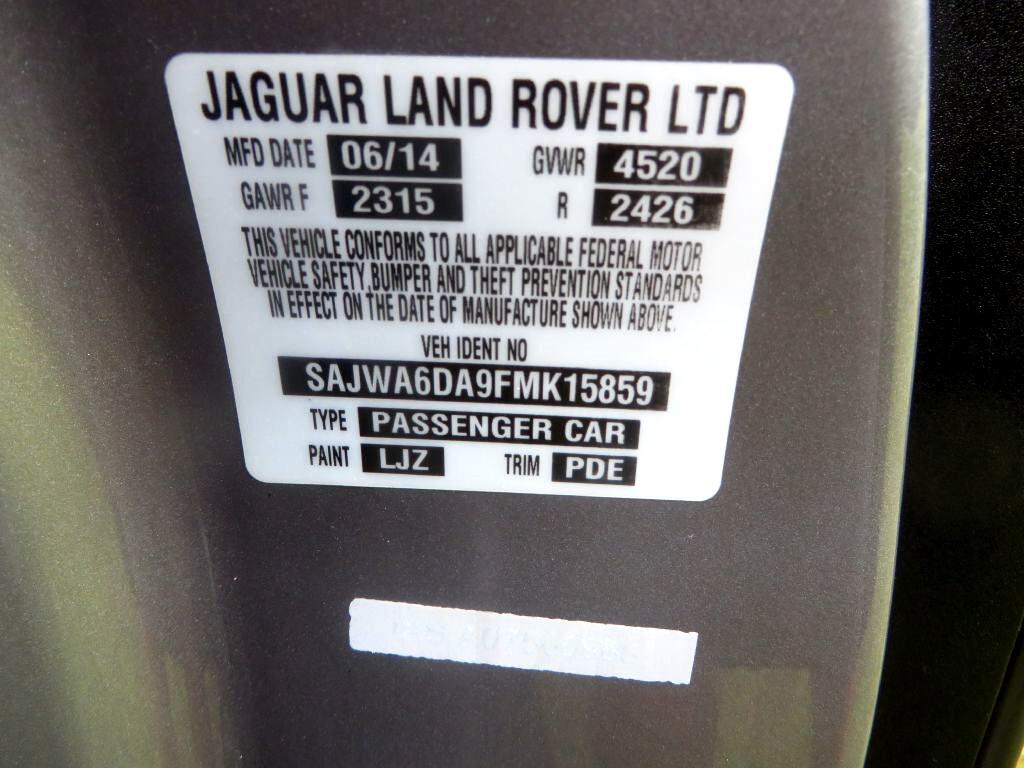 JAGUAR LAND ROVER LTD
MFD DATE 06/14 GVWR 4520
GAWR F 2315 R 2426
THIS VEHICLE CONFORMS TO ALL APPLICABLE FEDERAL MOTOR
VEHICLE SAFETY, BUMPER AND THEFT PREVENTION STANDARDS
IN EFFECT ON THE DATE OF MANUFACTURE SHOWN ABOVE.
VEH IDENT NO
SAJWA6DA9FMK15859
TYPE PASSENGER CAR
PAINT LJZ TRIM PDE